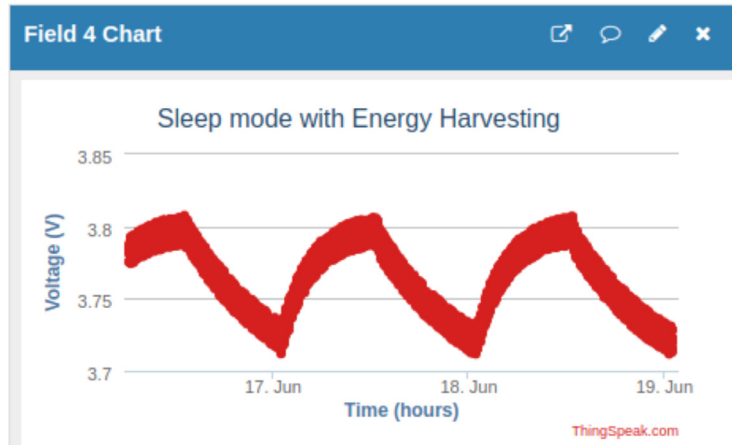 Field 4 Chart
Sleep mode with Energy Harvesting
3.85
3.8
3.75
3.7
Voltage (V)
17. Jun 18. Jun 19. Jun
Time (hours)
ThingSpeak.com